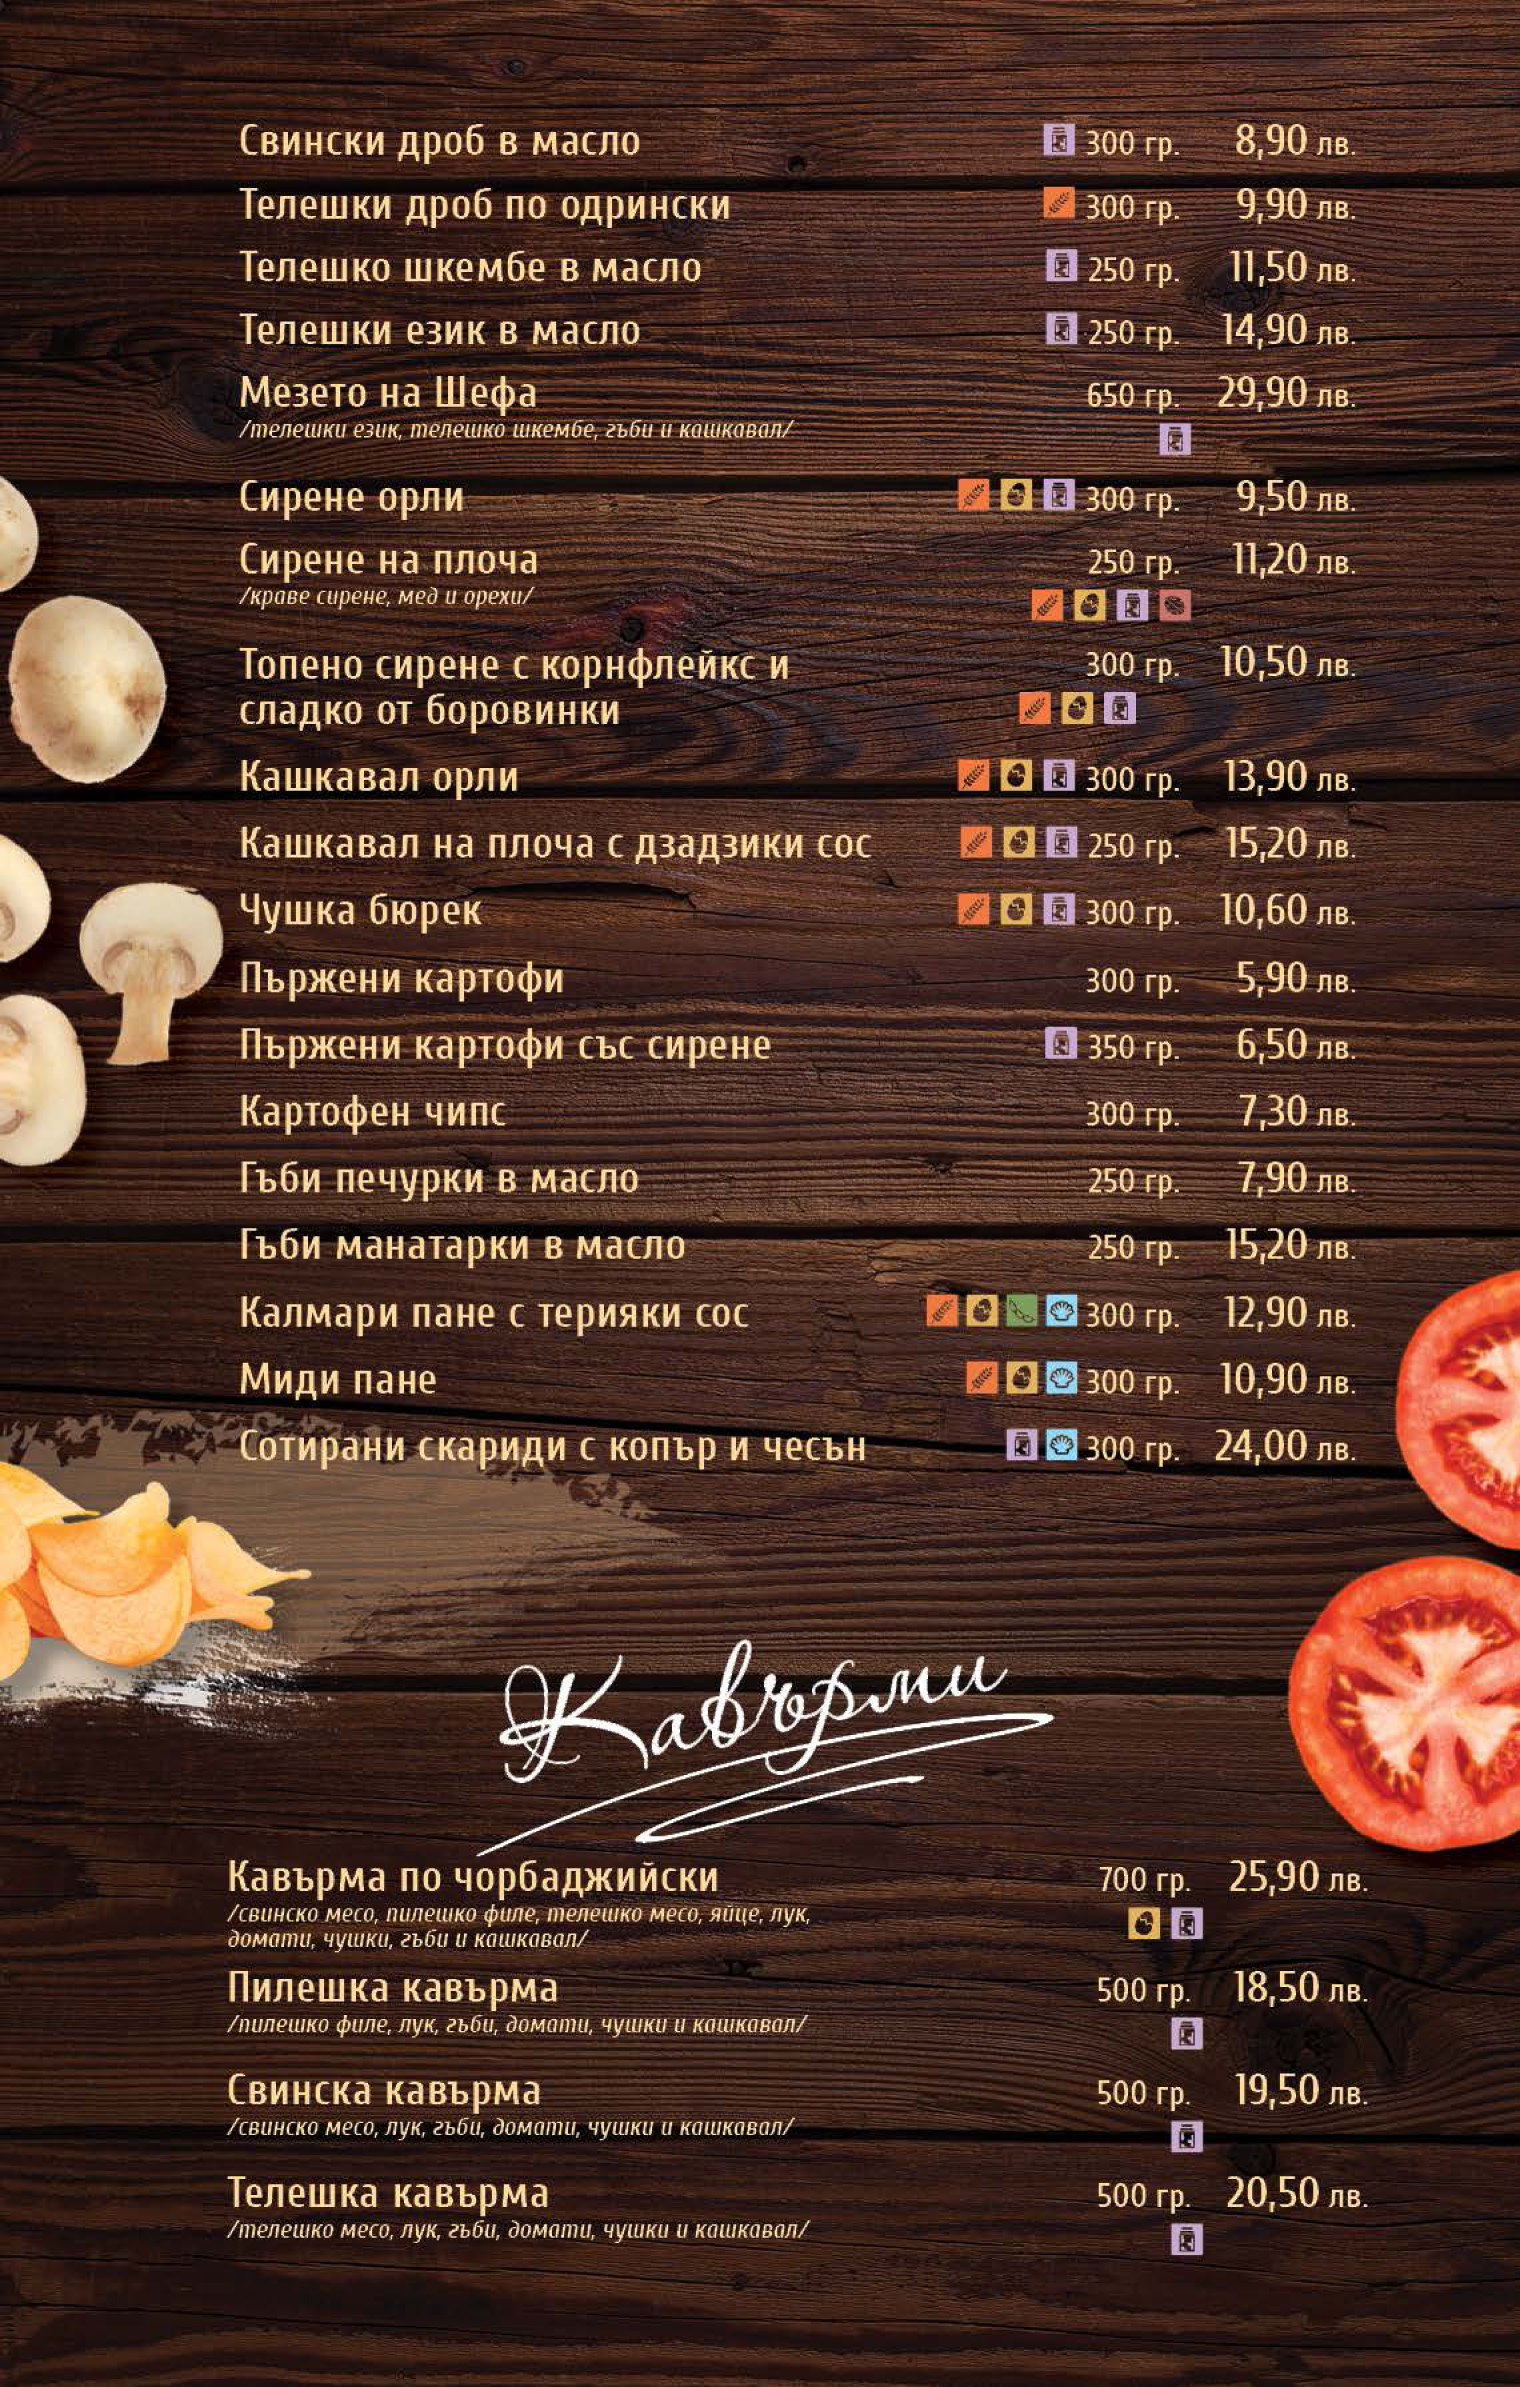 Свински дроб в масло 300 гр. 8,90 лв.
Телешки дроб по одрински 300 гр. 9,90 лв.
Телешко шкембе в масло 250 гр. 11,50 лв.
Телешки език в масло 250 гр. 14,90 лв.
Мезето на Шефа 650 гр. 29,90 лв.
/телешки език, телешко шкембе, гъби и кашкавал/
Сирене орли 300 гр. 9,50 лв.
Сирене на плоча 250 гр. 11,20 лв.
/краве сирене, мед и орехи/
Топено сирене с корнфлейкс и 300 гр. 10,50 лв.
сладко от боровинки
Кашкавал орли 300 гр. 13,90 лв.
Кашкавал на плоча с дзадзики сос 250 гр. 15,20 лв.
Чушка бюрек 300 гр. 10,60 лв.
Пържени картофи 300 гр. 5,90 лв.
Пържени картофи със сирене 350 гр. 6,50 лв.
Картофен чипс 300 гр. 7,30 лв.
Гъби печурки в масло 250 гр. 7,90 лв.
Гъби манатарки в масло 250 гр. 15,20 лв.
Калмари пане с терияки сос 300 гр. 12,90 лв.
Миди пане 300 гр. 10,90 лв.
Сотирани скариди с копър и чесън 300 гр. 24,00 лв.
Кавърми
Кавърма по чорбаджийски 700 гр. 25,90 лв.
/свинско месо, пилешко филе, телешко месо, яйце, лук,
домати, чушки, гъби и кашкавал/
Пилешка кавърма 500 гр. 18,50 лв.
/пилешко филе, лук, гъби, домати, чушки и кашкавал/
Свинска кавърма 500 гр. 19,50 лв.
/свинско месо, лук, гъби, домати, чушки и кашкавал/
Телешка кавърма 500 гр. 20,50 лв.
/телешко месо, лук, гъби, домати, чушки и кашкавал/